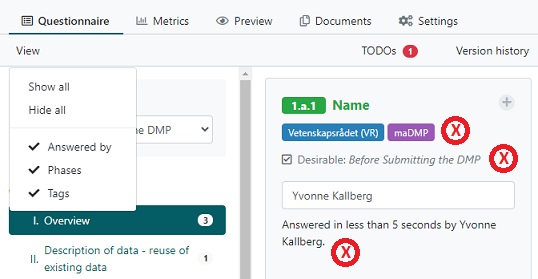 Questionnaire Metrics Preview Documents Settings
View TODOs 1 Version history
Show all
Hide all
Answered by
Phases
Tags
he DMP
I. Overview 3
II. Description of data - reuse of 1
existing data
1.a.1 Name
Vetenskapsrådet (VR) maDMP X
Desirable: Before Submitting the DMP X
Yvonne Kallberg
Answered in less than 5 seconds by Yvonne
Kallberg. X